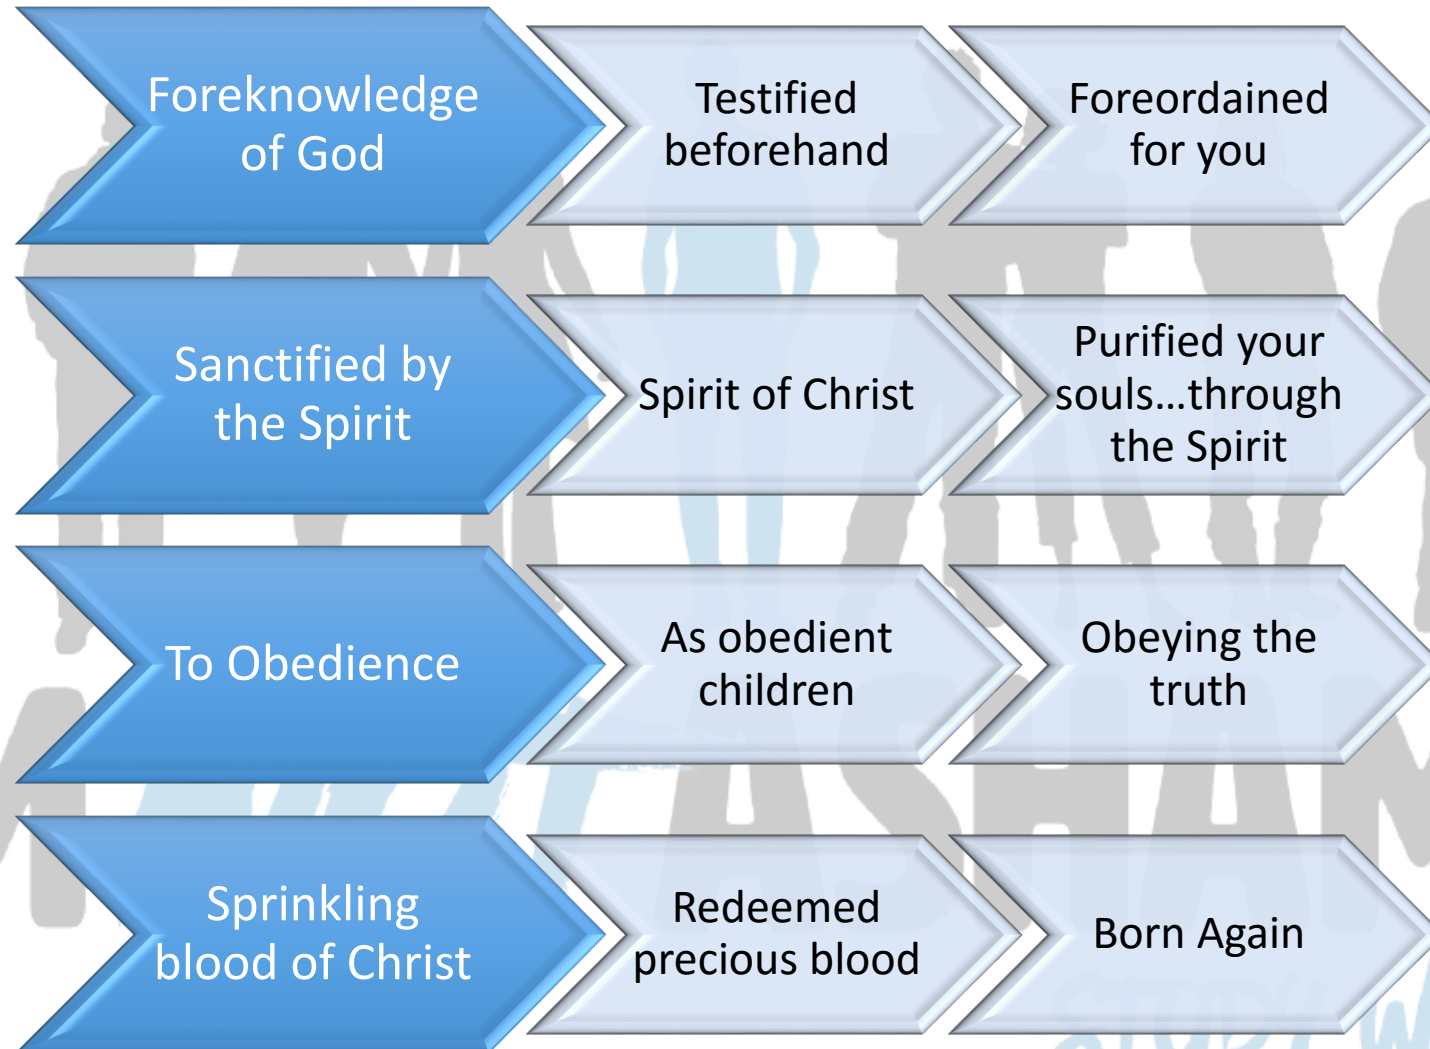 Foreknowledge
of God
Testified
beforehand
Foreordained
for you
Sanctified by
the Spirit
Spirit of Christ
Purified your
souls…through
the Spirit
To Obedience
As obedient
children
Obeying the
truth
Sprinkling
blood of Christ
Redeemed
precious blood
Born Again
STUDY